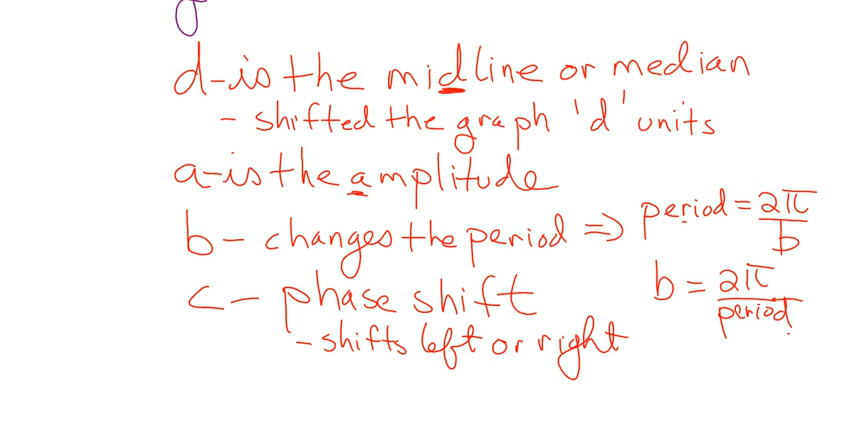 d-is the midline or median
- shifted the graph 'd' units
a-is the amplitude
b - changes the period => period = 2π/b
b = 2π/period
c - phase shift
- shifts left or right